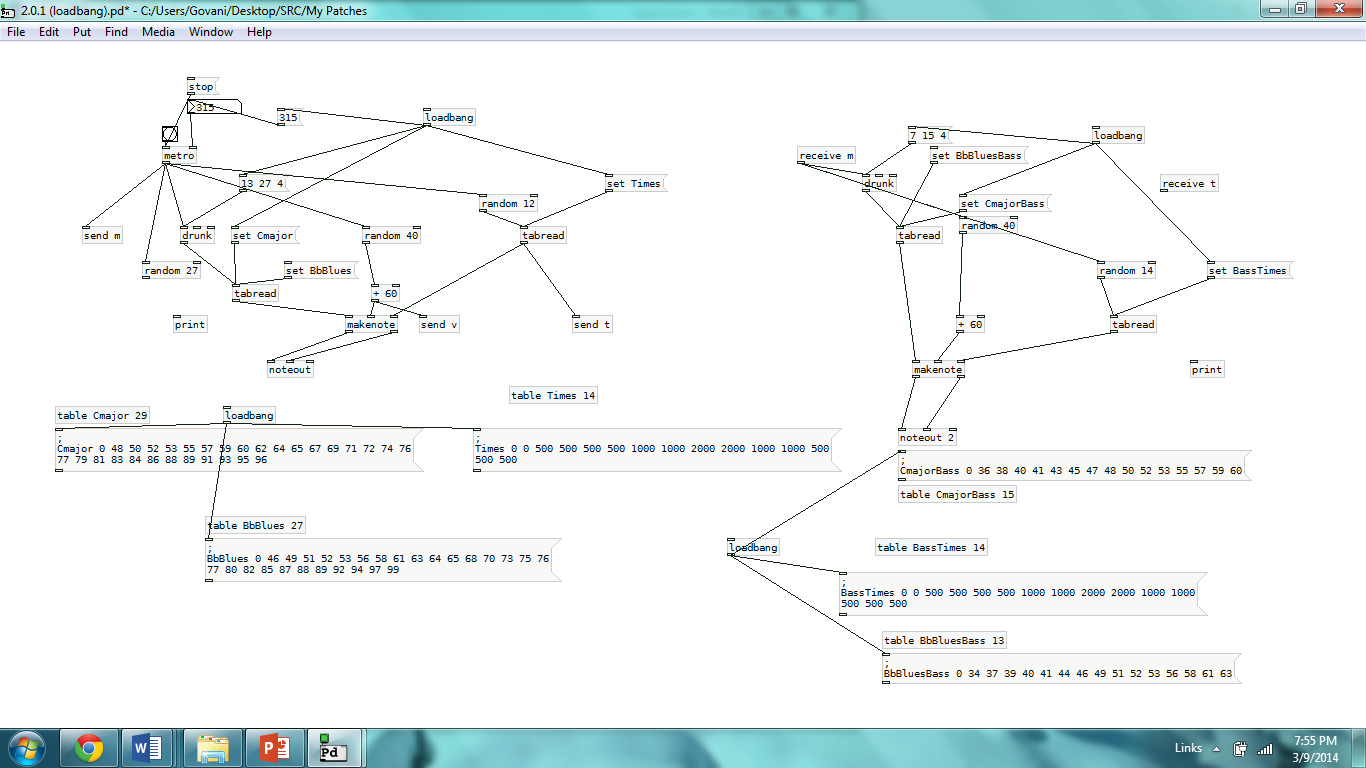 2.0.1 (loadbang).pd* - C:/Users/Govani/Desktop/SRC/My Patches
File Edit Put Find Media Window Help
stop
315
315
loadbang
metro
13 27 4
set Times
random 12
send m
drunk
set Cmajor
random 40
tabread
random 27
set BbBlues
tabread
+ 60
print
makenote
send v
send t
noteout
7 15 4
loadbang
receive m
set BbBluesBass
drunk
receive t
set CmajorBass
random 40
tabread
random 14
set BassTimes
+ 60
tabread
makenote
print
noteout 2
table Times 14
table Cmajor 29
loadbang
;
Cmajor 0 48 50 52 53 55 57 59 60 62 64 65 67 69 71 72 74 76
77 79 81 83 84 86 88 89 91 93 95 96
;
Times 0 0 500 500 500 500 1000 1000 2000 2000 1000 1000 500
500 500
table BbBlues 27
;
BbBlues 0 46 49 51 52 53 56 58 61 63 64 65 68 70 73 75 76
77 80 82 85 87 88 89 92 94 97 99
;
CmajorBass 0 36 38 40 41 43 45 47 48 50 52 53 55 57 59 60
table CmajorBass 15
loadbang
table BassTimes 14
;
BassTimes 0 0 500 500 500 500 1000 1000 2000 2000 1000 1000
500 500 500
table BbBluesBass 13
;
BbBluesBass 0 34 37 39 40 41 44 46 49 51 52 53 56 58 61 63
Links
7:55 PM
3/9/2014
Pd